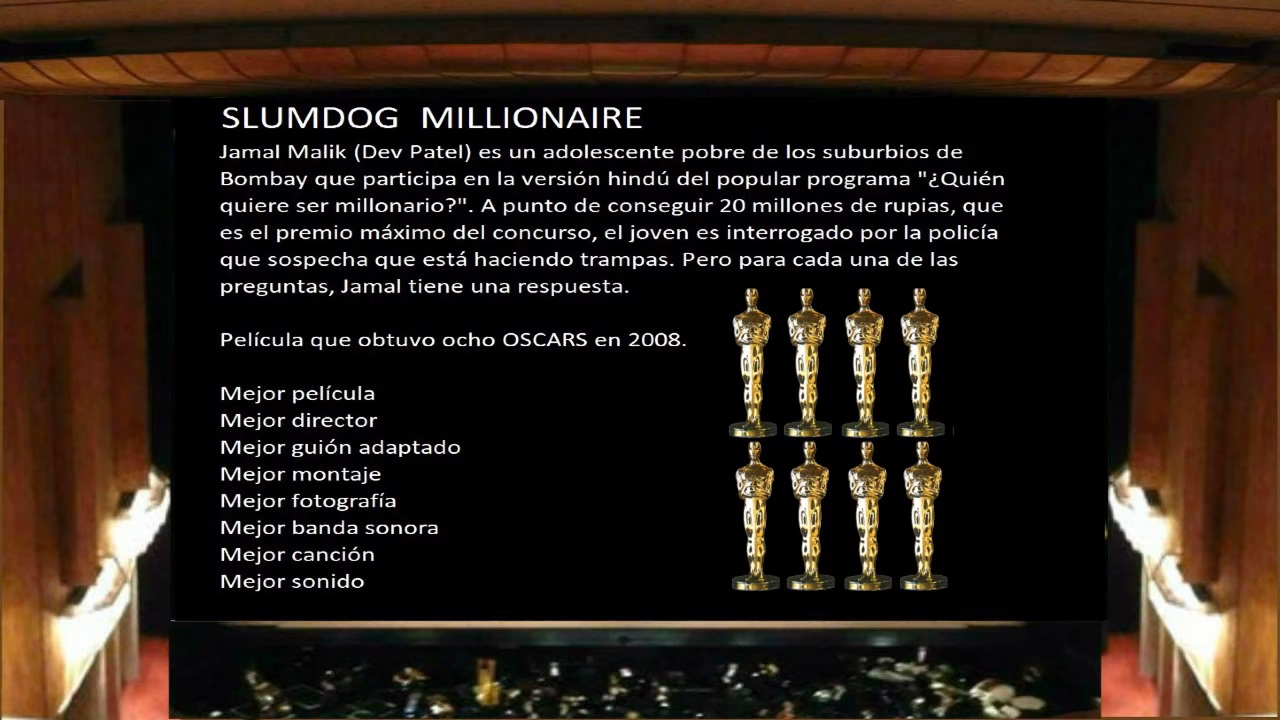 SLUMDOG MILLIONAIRE
Jamal Malik (Dev Patel) es un adolescente pobre de los suburbios de
Bombay que participa en la versión hindú del popular programa "¿Quién
quiere ser millonario?". A punto de conseguir 20 millones de rupias, que
es el premio máximo del concurso, el joven es interrogado por la policía
que sospecha que está haciendo trampas. Pero para cada una de las
preguntas, Jamal tiene una respuesta.
Película que obtuvo ocho OSCARS en 2008.
Mejor película
Mejor director
Mejor guión adaptado
Mejor montaje
Mejor fotografía
Mejor banda sonora
Mejor canción
Mejor sonido